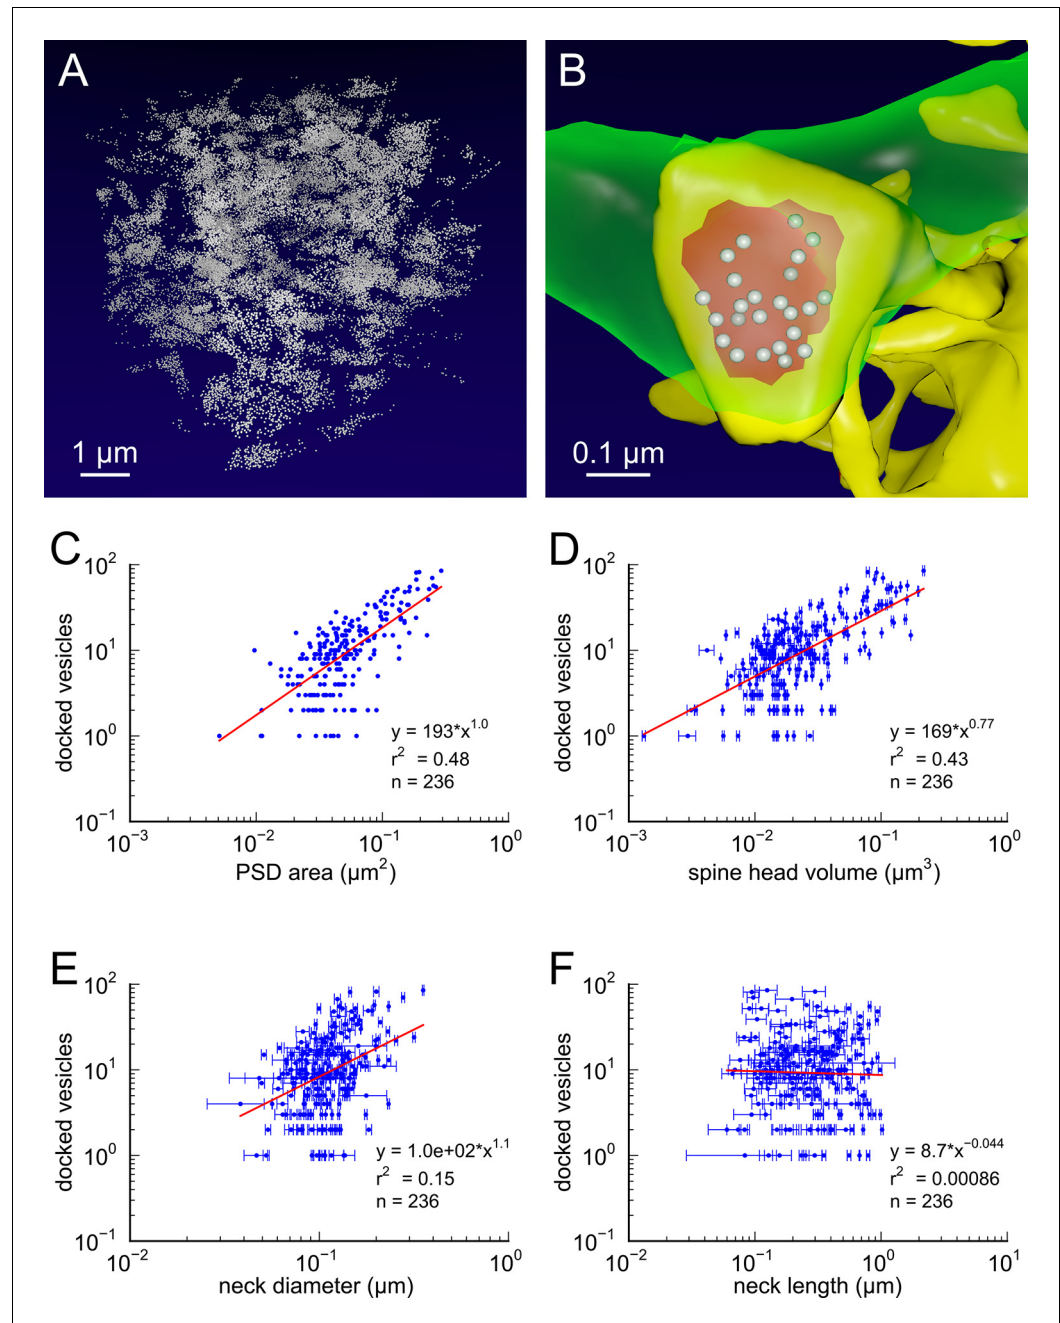 A
1 µm
B
0.1 µm
C
docked vesicles
10^2
10^1
10^0
10^−1
10^−3
10^−2
10^−1
10^0
PSD area (µm^2)
y = 193*x^1.0
r^2 = 0.48
n = 236
D
docked vesicles
10^2
10^1
10^0
10^−1
10^−3
10^−2
10^−1
10^0
spine head volume (µm^3)
y = 169*x^0.77
r^2 = 0.43
n = 236
E
docked vesicles
10^2
10^1
10^0
10^−1
10^−2
10^−1
10^0
neck diameter (µm)
y = 1.0e+02*x^1.1
r^2 = 0.15
n = 236
F
docked vesicles
10^2
10^1
10^0
10^−1
10^−2
10^−1
10^0
10^1
neck length (µm)
y = 8.7*x^−0.044
r^2 = 0.00086
n = 236